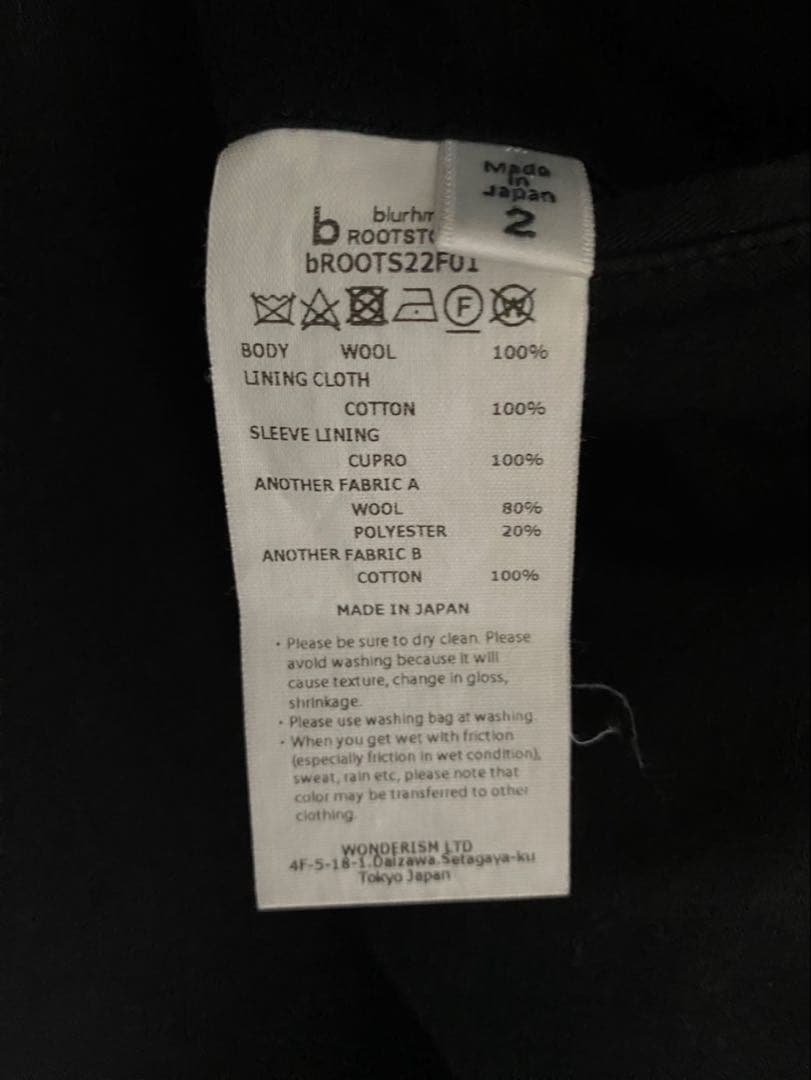 Made
in
Japan
2
b blurhm
ROOTSTO
bROOTS22F01
F W
BODY WOOL 100%
LINING CLOTH
COTTON 100%
SLEEVE LINING
CUPRO 100%
ANOTHER FABRIC A
WOOL 80%
POLYESTER 20%
ANOTHER FABRIC B
COTTON 100%
MADE IN JAPAN
・Please be sure to dry clean. Please
avoid washing because it will
cause texture, change in gloss,
shrinkage.
・Please use washing bag at washing
・When you get wet with friction
(especially friction in wet condition),
sweat, rain etc, please note that
color may be transferred to other
clothing.
WONDERISM LTD
4F-5-18-1.Daizawa.Setagaya-ku
Tokyo Japan